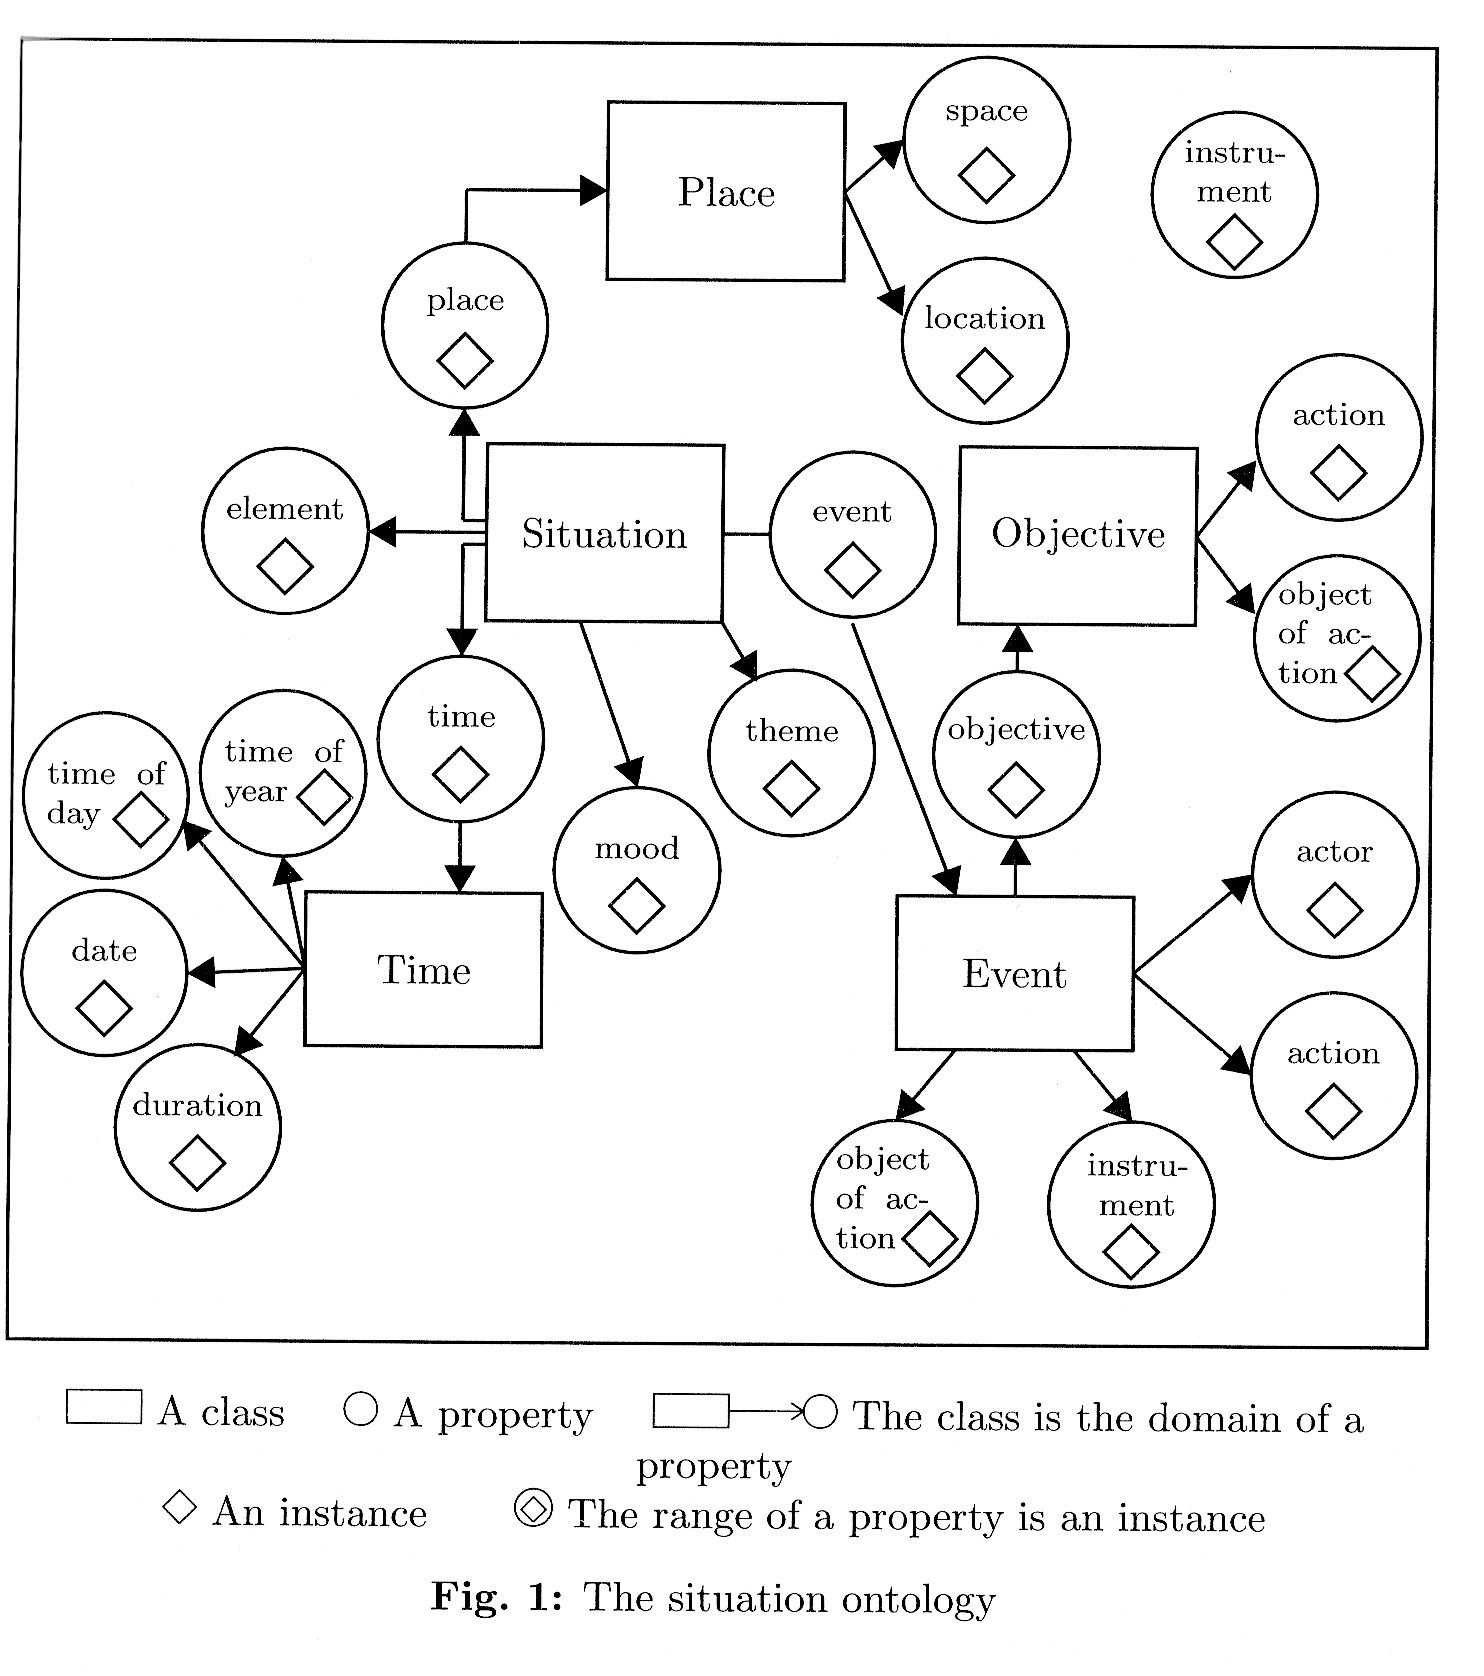 space
instru-
ment
Place
place
location
action
element
Situation
event
Objective
object
of ac-
tion
time
theme
objective
time of
day
time of
year
mood
actor
date
Time
Event
action
duration
object
of ac-
tion
instru-
ment
A class
A property
The class is the domain of a
property
An instance
The range of a property is an instance
Fig. 1: The situation ontology